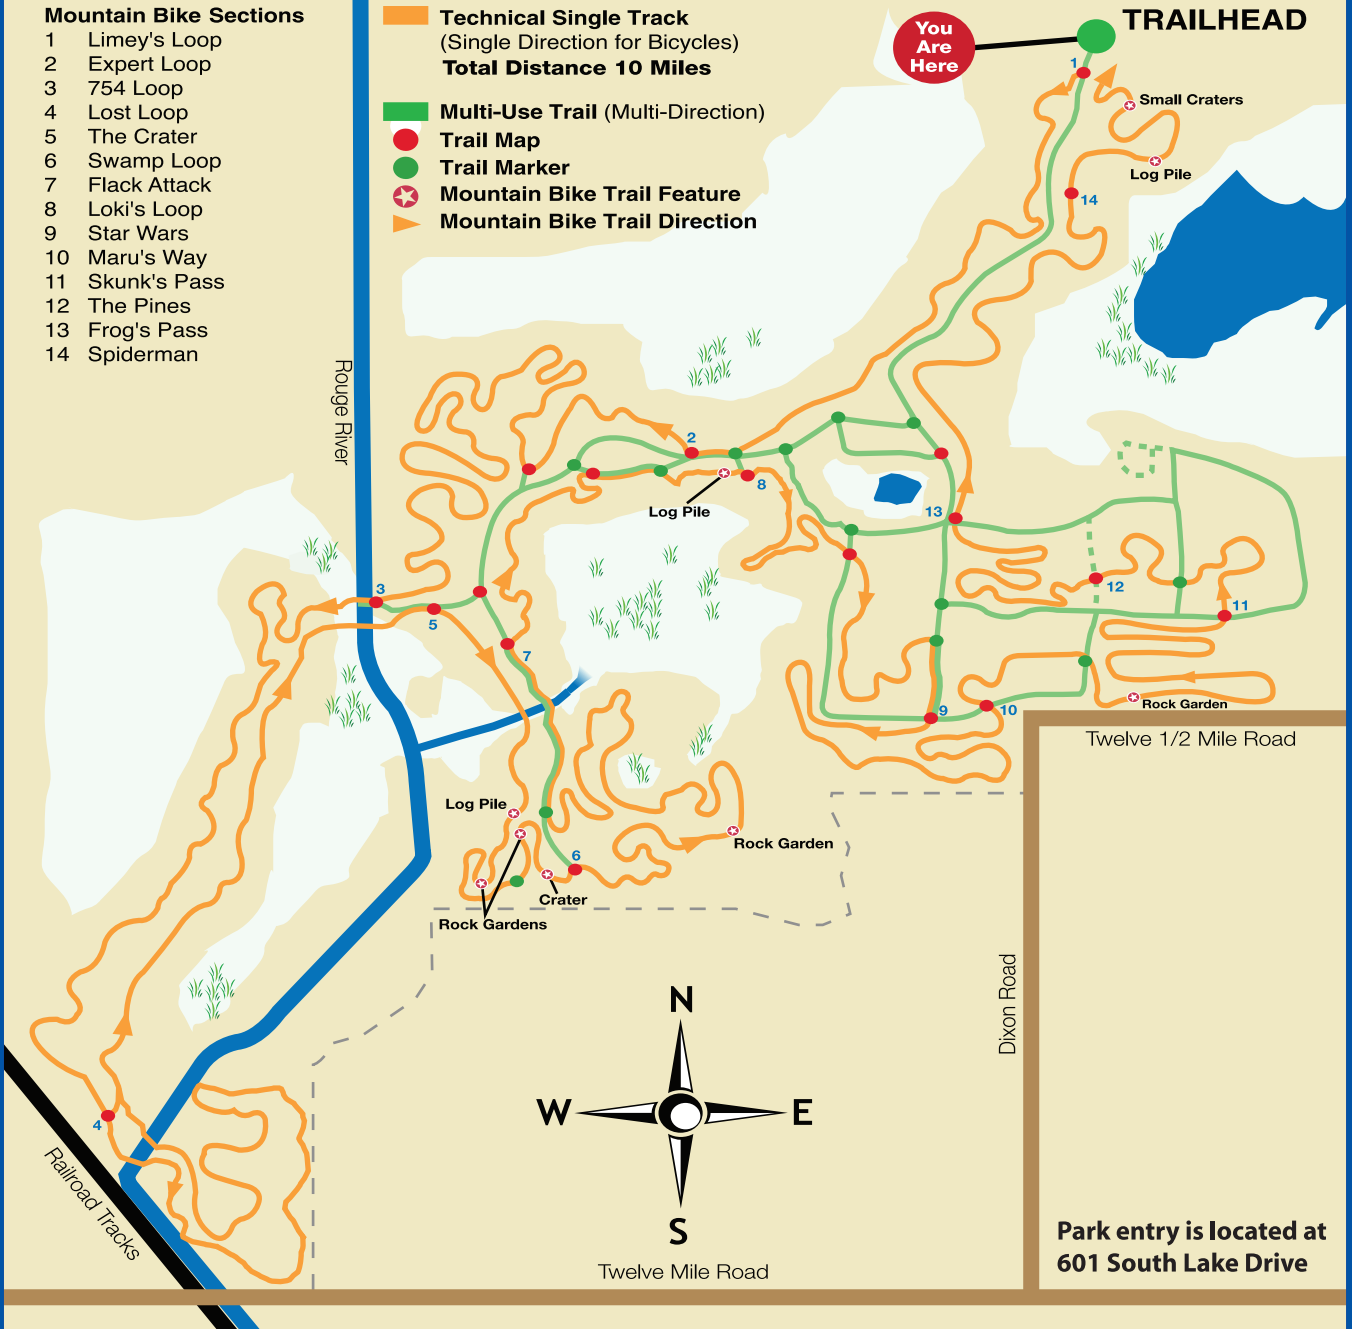 Mountain Bike Sections
1 Limey's Loop
2 Expert Loop
3 754 Loop
4 Lost Loop
5 The Crater
6 Swamp Loop
7 Flack Attack
8 Loki's Loop
9 Star Wars
10 Maru's Way
11 Skunk's Pass
12 The Pines
13 Frog's Pass
14 Spiderman
Technical Single Track
(Single Direction for Bicycles)
Total Distance 10 Miles
Multi-Use Trail (Multi-Direction)
Trail Map
Trail Marker
Mountain Bike Trail Feature
Mountain Bike Trail Direction
You
Are
Here
TRAILHEAD
1
Small Craters
Log Pile
14
Rouge River
2
8
Log Pile
13
3
5
7
12
11
9
10
Rock Garden
Twelve 1/2 Mile Road
Log Pile
6
Rock Garden
Crater
Rock Gardens
Dixon Road
N
W
E
S
4
Railroad Tracks
Twelve Mile Road
Park entry is located at
601 South Lake Drive